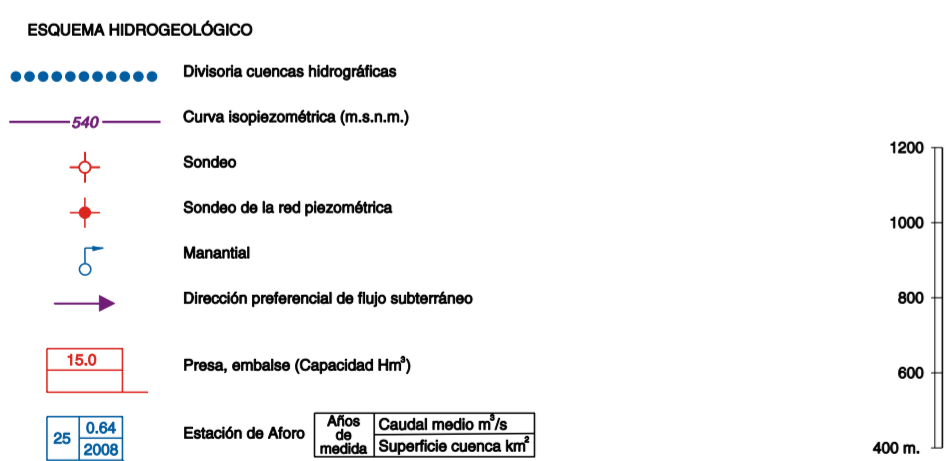 ESQUEMA HIDROGEOLÓGICO
Divisoria cuencas hidrográficas
540 Curva isopiezométrica (m.s.n.m.)
Sondeo
Sondeo de la red piezométrica
Manantial
Dirección preferencial de flujo subterráneo
15.0 Presa, embalse (Capacidad Hm³)
25 0.64 2008 Estación de Aforo
Años de medida
Caudal medio m³/s
Superficie cuenca km²
1200
1000
800
600
400 m.